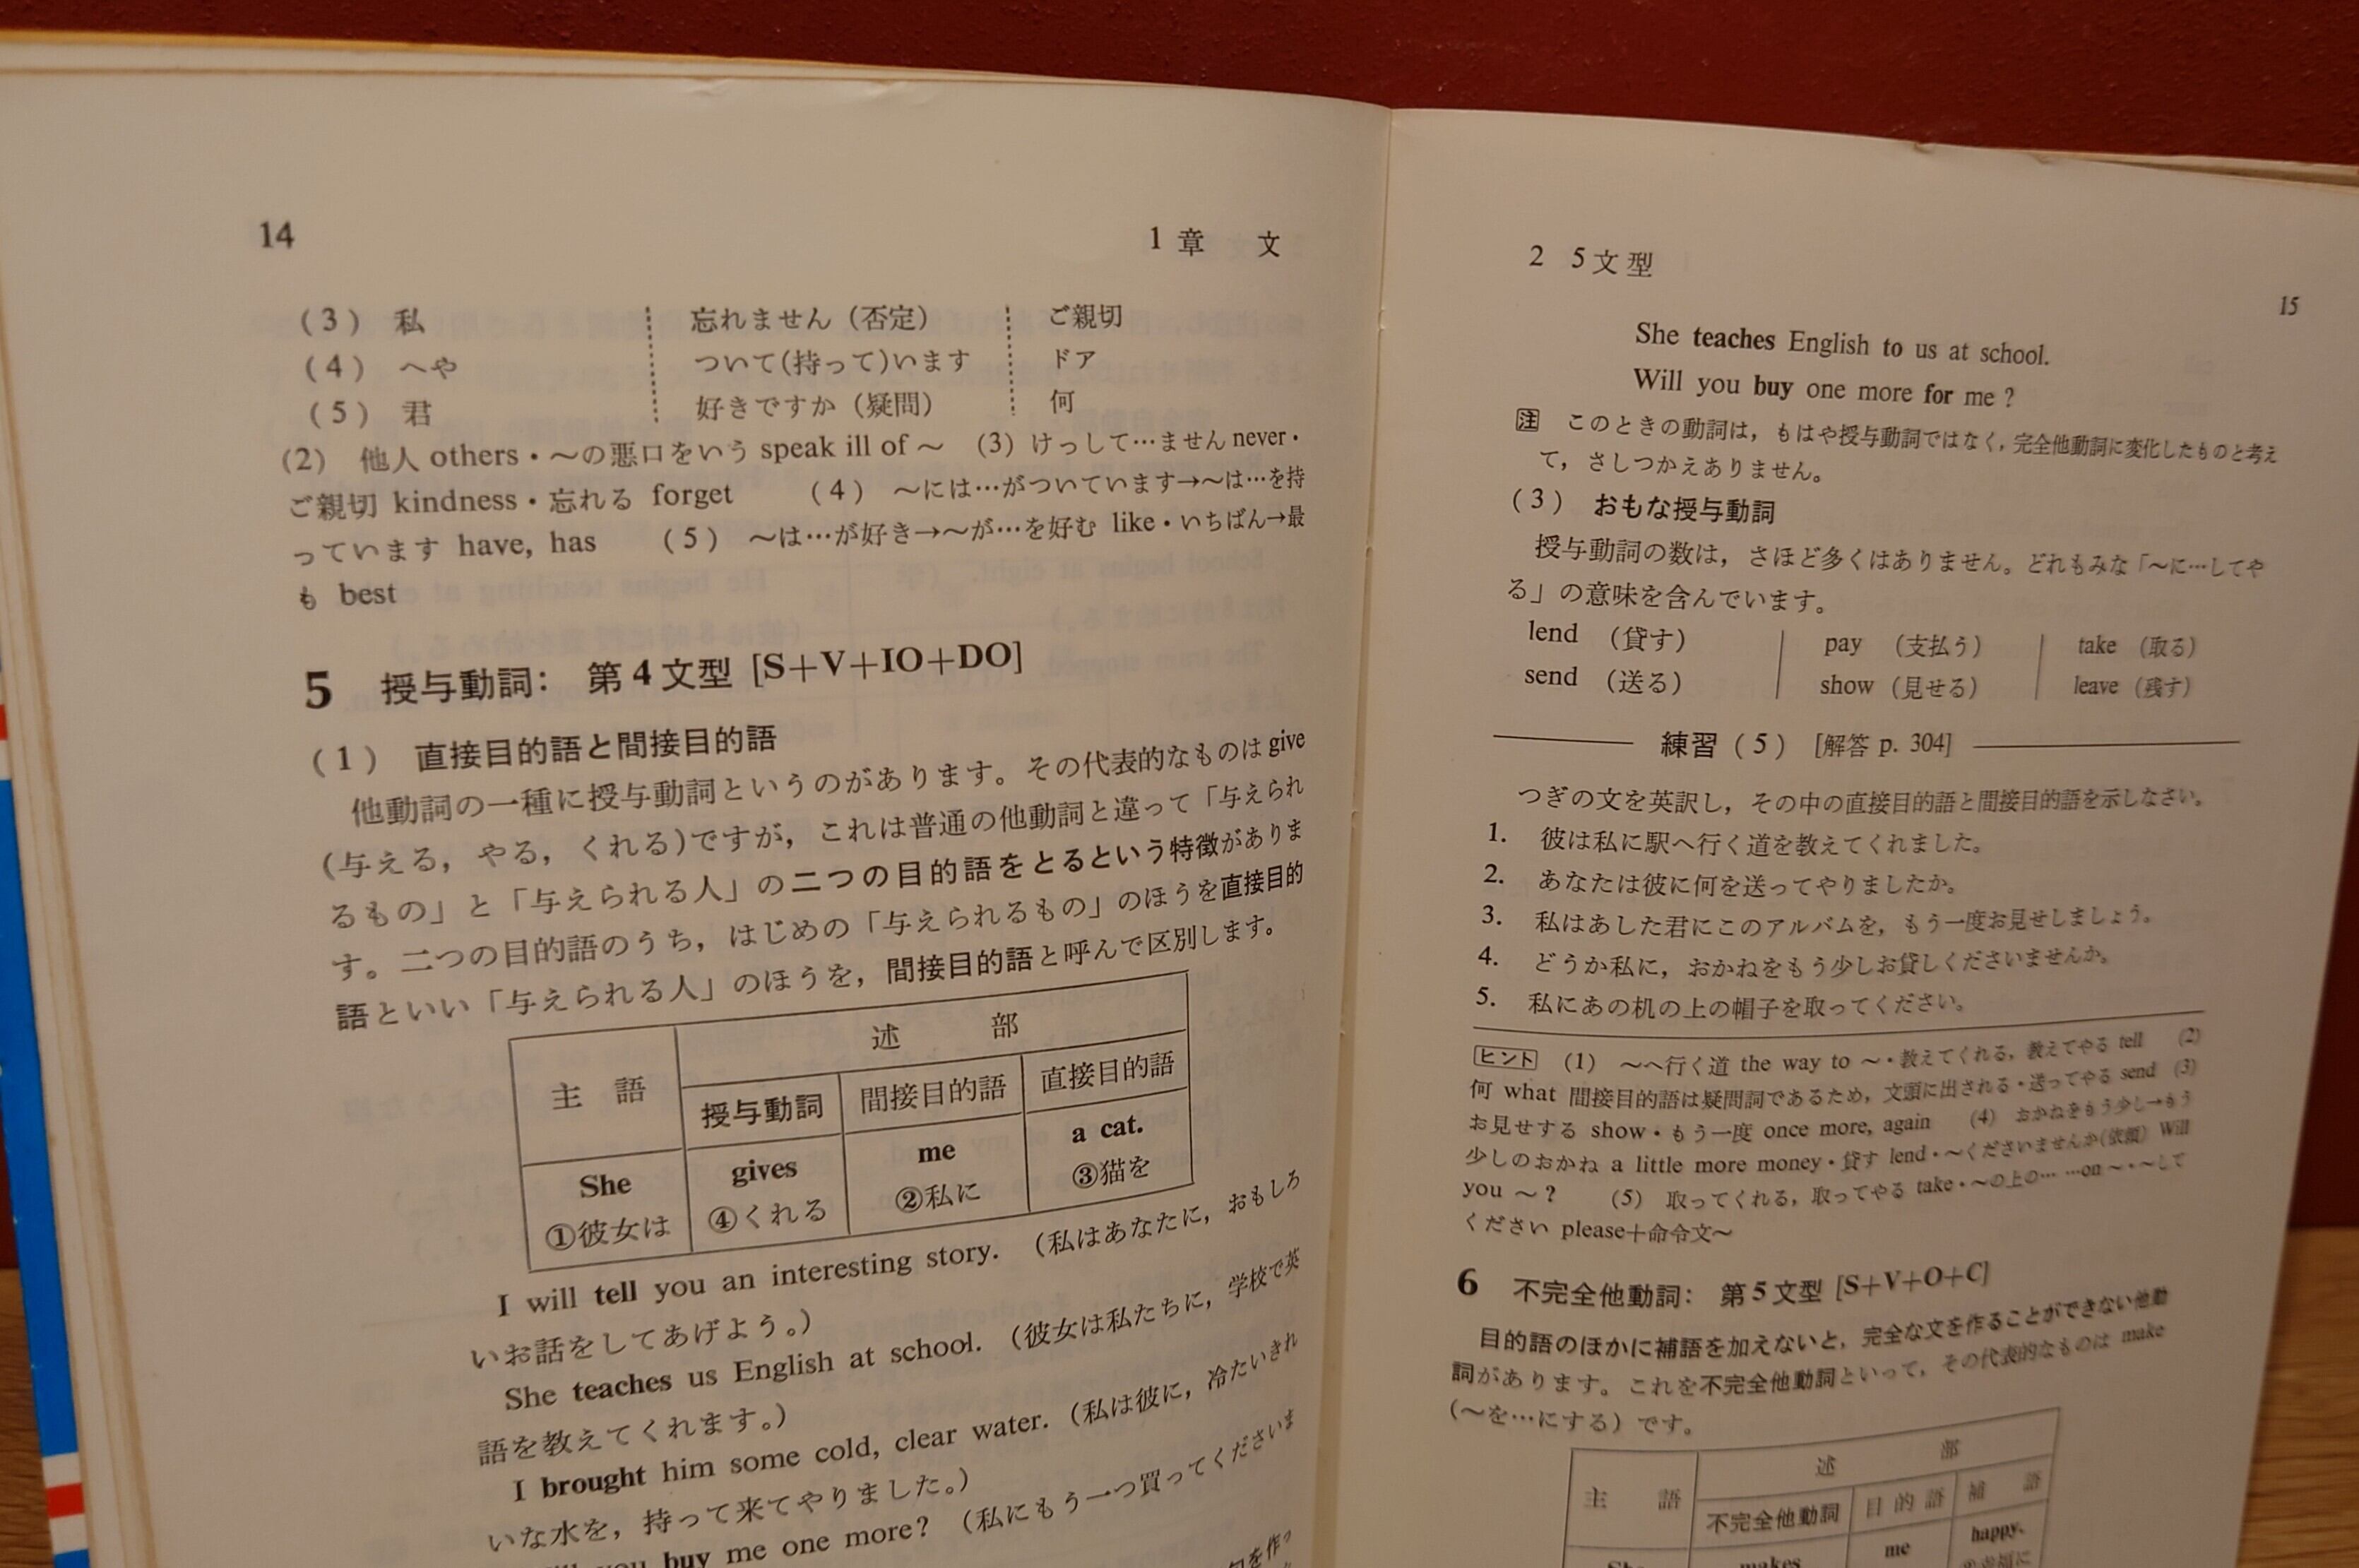 14
1章 文
(3) 私 忘れません（否定） ご親切
(4) へや ついて(持って)います ドア
(5) 君 好きですか（疑問） 何
(2) 他人 others・～の悪口をいう speak ill of ～ (3) けっして…ません never・
ご親切 kindness・忘れる forget (4) ～には…がついています→～は…を持
っています have, has (5) ～は…が好き→～が…を好む like・いちばん→最
も best
5 授与動詞： 第4文型 [S+V+IO+DO]
(1) 直接目的語と間接目的語
他動詞の一種に授与動詞というのがあります。その代表的なものは give
(与える，やる，くれる)ですが，これは普通の他動詞と違って「与えられ
るもの」と「与えられる人」の二つの目的語をとるという特徴がありま
す。二つの目的語のうち，はじめの「与えられるもの」のほうを直接目的
語といい「与えられる人」のほうを，間接目的語と呼んで区別します。
主 語 述 部
授与動詞 間接目的語 直接目的語
She gives me a cat.
①彼女は ④くれる ②私に ③猫を
I will tell you an interesting story. （私はあなたに，おもしろ
いお話をしてあげよう。）
She teaches us English at school. （彼女は私たちに，学校で英
語を教えてくれます。）
I brought him some cold, clear water. （私は彼に，冷たいきれ
いな水を，持って来てやりました。）
you buy me one more? （私にもう一つ買ってくださいま
を作っ
2 5文型
15
She teaches English to us at school.
Will you buy one more for me?
注 このときの動詞は，もはや授与動詞ではなく，完全他動詞に変化したものと考え
て，さしつかえありません。
(3) おもな授与動詞
授与動詞の数は，さほど多くはありません。どれもみな「～に…してや
る」の意味を含んでいます。
lend （貸す） pay （支払う） take （取る）
send （送る） show （見せる） leave （残す）
練習(5) [解答 p. 304]
つぎの文を英訳し，その中の直接目的語と間接目的語を示しなさい。
1. 彼は私に駅へ行く道を教えてくれました。
2. あなたは彼に何を送ってやりましたか。
3. 私はあした君にこのアルバムを，もう一度お見せしましょう。
4. どうか私に，おかねをもう少しお貸しくださいませんか。
5. 私にあの机の上の帽子を取ってください。
ヒント (1) ～へ行く道 the way to ～・教えてくれる，教えてやる tell (2)
何 what 間接目的語は疑問詞であるため，文頭に出される・送ってやる send (3)
お見せする show・もう一度 once more, again (4) おかねをもう少し→もう
少しのおかね a little more money・貸す lend・～くださいませんか(依頼) Will
you ～? (5) 取ってくれる，取ってやる take・～の上の… …on ～・～して
ください please＋命令文～
6 不完全他動詞： 第5文型 [S+V+O+C]
目的語のほかに補語を加えないと，完全な文を作ることができない他動
詞があります。これを不完全他動詞といって，その代表的なものは make
（～を…にする）です。
主 語 述 部
不完全他動詞 目的語 補 語
She makes me happy.